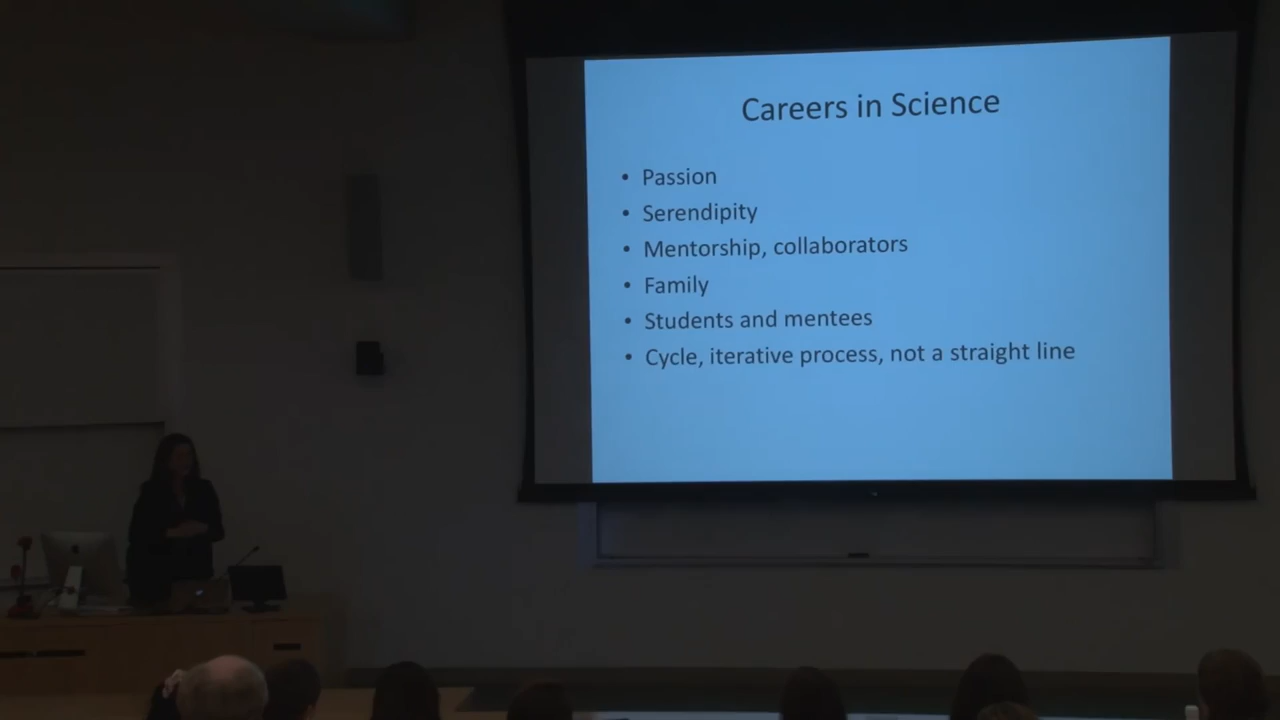 Careers in Science
• Passion
• Serendipity
• Mentorship, collaborators
• Family
• Students and mentees
• Cycle, iterative process, not a straight line